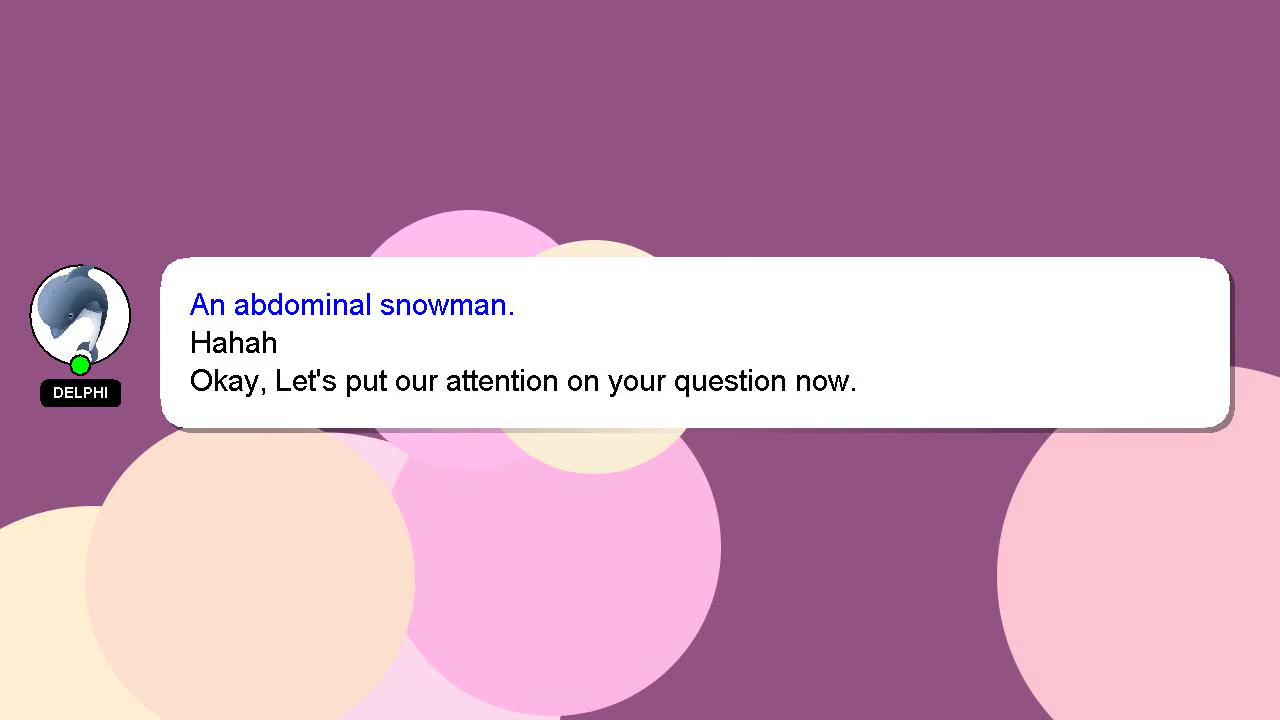 An abdominal snowman.
Hahah
Okay, Let's put our attention on your question now.
DELPHI